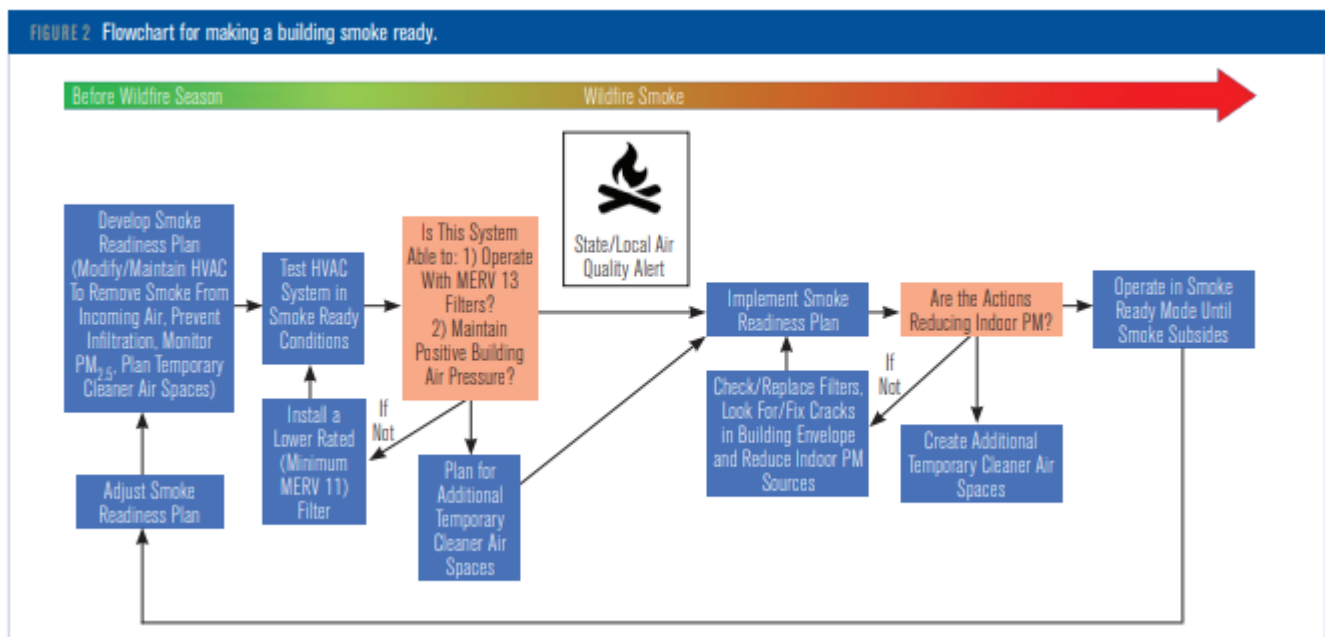 FIGURE 2 Flowchart for making a building smoke ready.
Before Wildfire Season
Wildfire Smoke
Develop Smoke
Readiness Plan
(Modify/Maintain HVAC
To Remove Smoke From
Incoming Air, Prevent
Infiltration, Monitor
PM2.5, Plan Temporary
Cleaner Air Spaces)
Test HVAC
System in
Smoke Ready
Conditions
Is This System
Able to: 1) Operate
With MERV 13
Filters?
2) Maintain
Positive Building
Air Pressure?
State/Local Air
Quality Alert
Implement Smoke
Readiness Plan
Are the Actions
Reducing Indoor PM?
Operate in Smoke
Ready Mode Until
Smoke Subsides
Adjust Smoke
Readiness Plan
Install a
Lower Rated
(Minimum
MERV 11)
Filter
If
Not
Plan for
Additional
Temporary
Cleaner Air
Spaces
Check/Replace Filters,
Look For/Fix Cracks
in Building Envelope
and Reduce Indoor PM
Sources
If
Not
Create Additional
Temporary Cleaner Air
Spaces